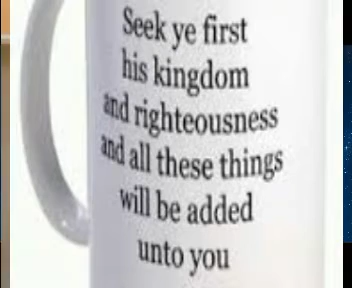 Seek ye first
his kingdom
and righteousness
and all these things
will be added
unto you